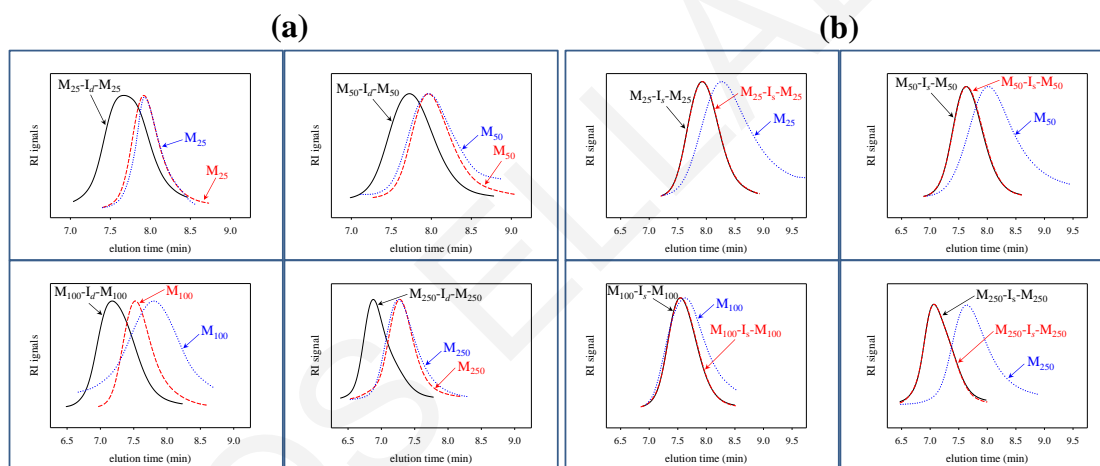 (a)
(b)
M25-Id-M25
M25
M25
RI ignals
7.0 7.5 8.0 8.5 9.0
elution time (min)
M50-Id-M50
M50
M50
RI ignals
7.0 7.5 8.0 8.5 9.0
elution time (min)
M25-Is-M25
M25-Is-M25
M25
RI signal
6.5 7.0 7.5 8.0 8.5 9.0 9.5
elution time (min)
M50-Is-M50
M50-Is-M50
M50
RI signal
6.5 7.0 7.5 8.0 8.5 9.0 9.5
elution time (min)
M100-Id-M100
M100
M100
RI ignals
6.5 7.0 7.5 8.0 8.5 9.0
elution time (min)
M250-Id-M250
M250
M250
RI ignals
6.5 7.0 7.5 8.0 8.5 9.0
elution time (min)
M100-Is-M100
M100
M100-Is-M100
RI signal
6.5 7.0 7.5 8.0 8.5 9.0 9.5
elution time (min)
M250-Is-M250
M250-Is-M250
M250
RI signal
6.5 7.0 7.5 8.0 8.5 9.0 9.5
elution time (min)